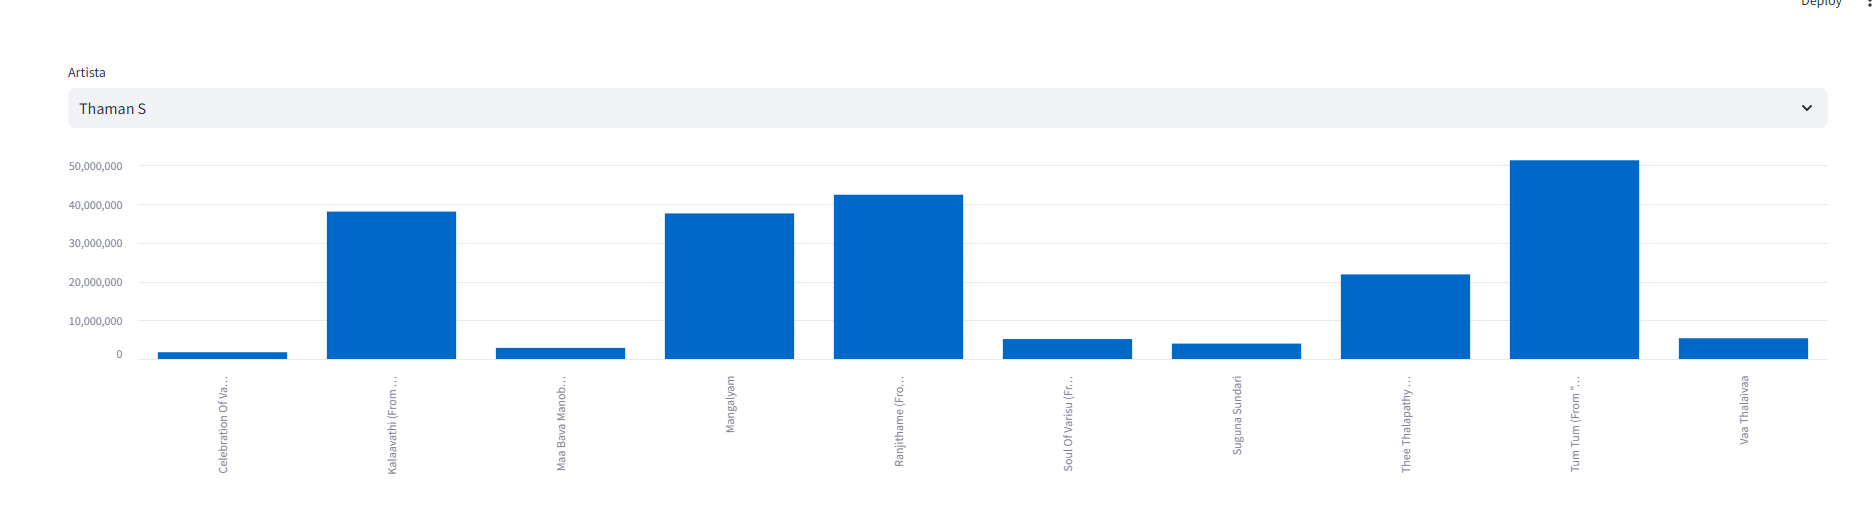 Deploy
Artista
Thaman S
50,000,000
40,000,000
30,000,000
20,000,000
10,000,000
0
Celebration Of Va…
Kalaavathi (From …
Maa Bava Manob…
Mangalyam
Ranjithame (Fro…
Soul Of Varisu (Fr…
Suguna Sundari
Thee Thalapathy …
Tum Tum (From "…
Vaa Thalaivaa